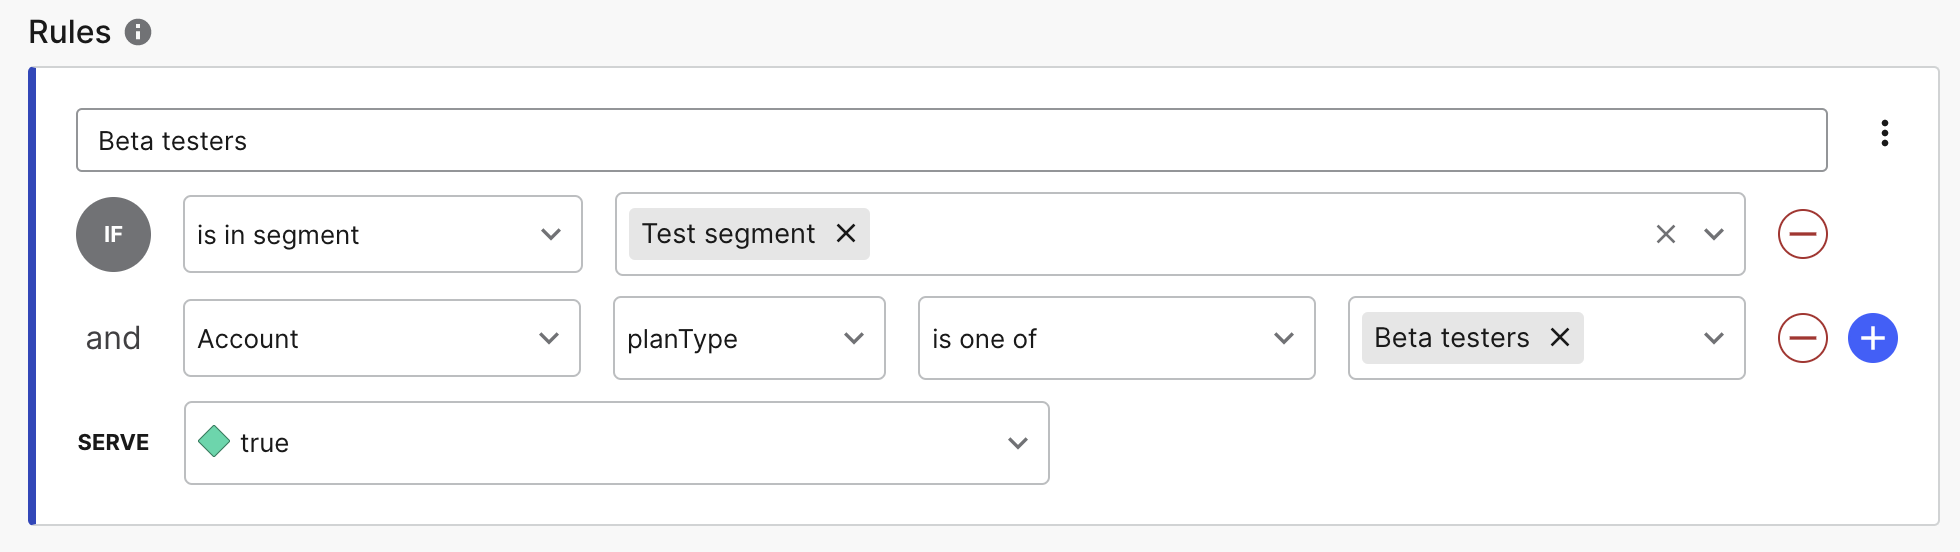 Rules
Beta testers
IF is in segment Test segment
and Account planType is one of Beta testers
SERVE true